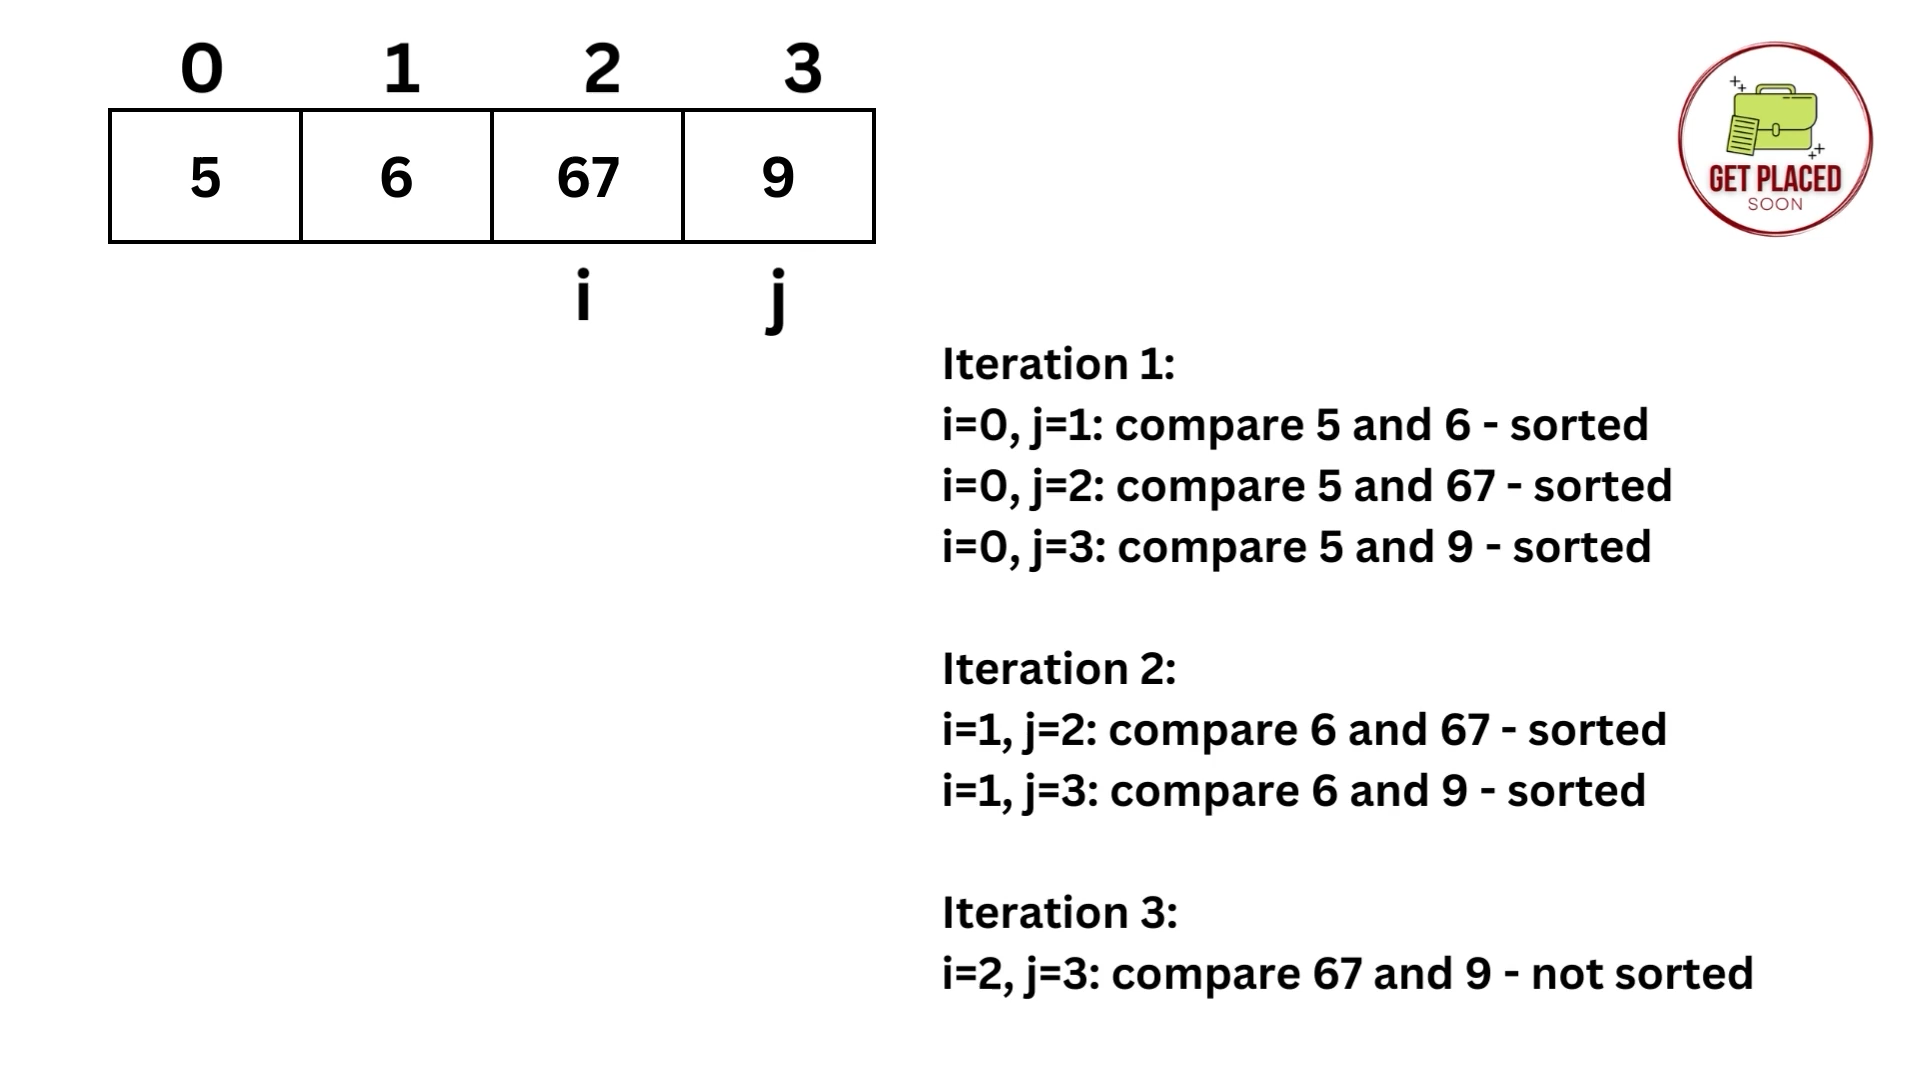 0 1 2 3
5 6 67 9
i j
GET PLACED
SOON
Iteration 1:
i=0, j=1: compare 5 and 6 - sorted
i=0, j=2: compare 5 and 67 - sorted
i=0, j=3: compare 5 and 9 - sorted
Iteration 2:
i=1, j=2: compare 6 and 67 - sorted
i=1, j=3: compare 6 and 9 - sorted
Iteration 3:
i=2, j=3: compare 67 and 9 - not sorted